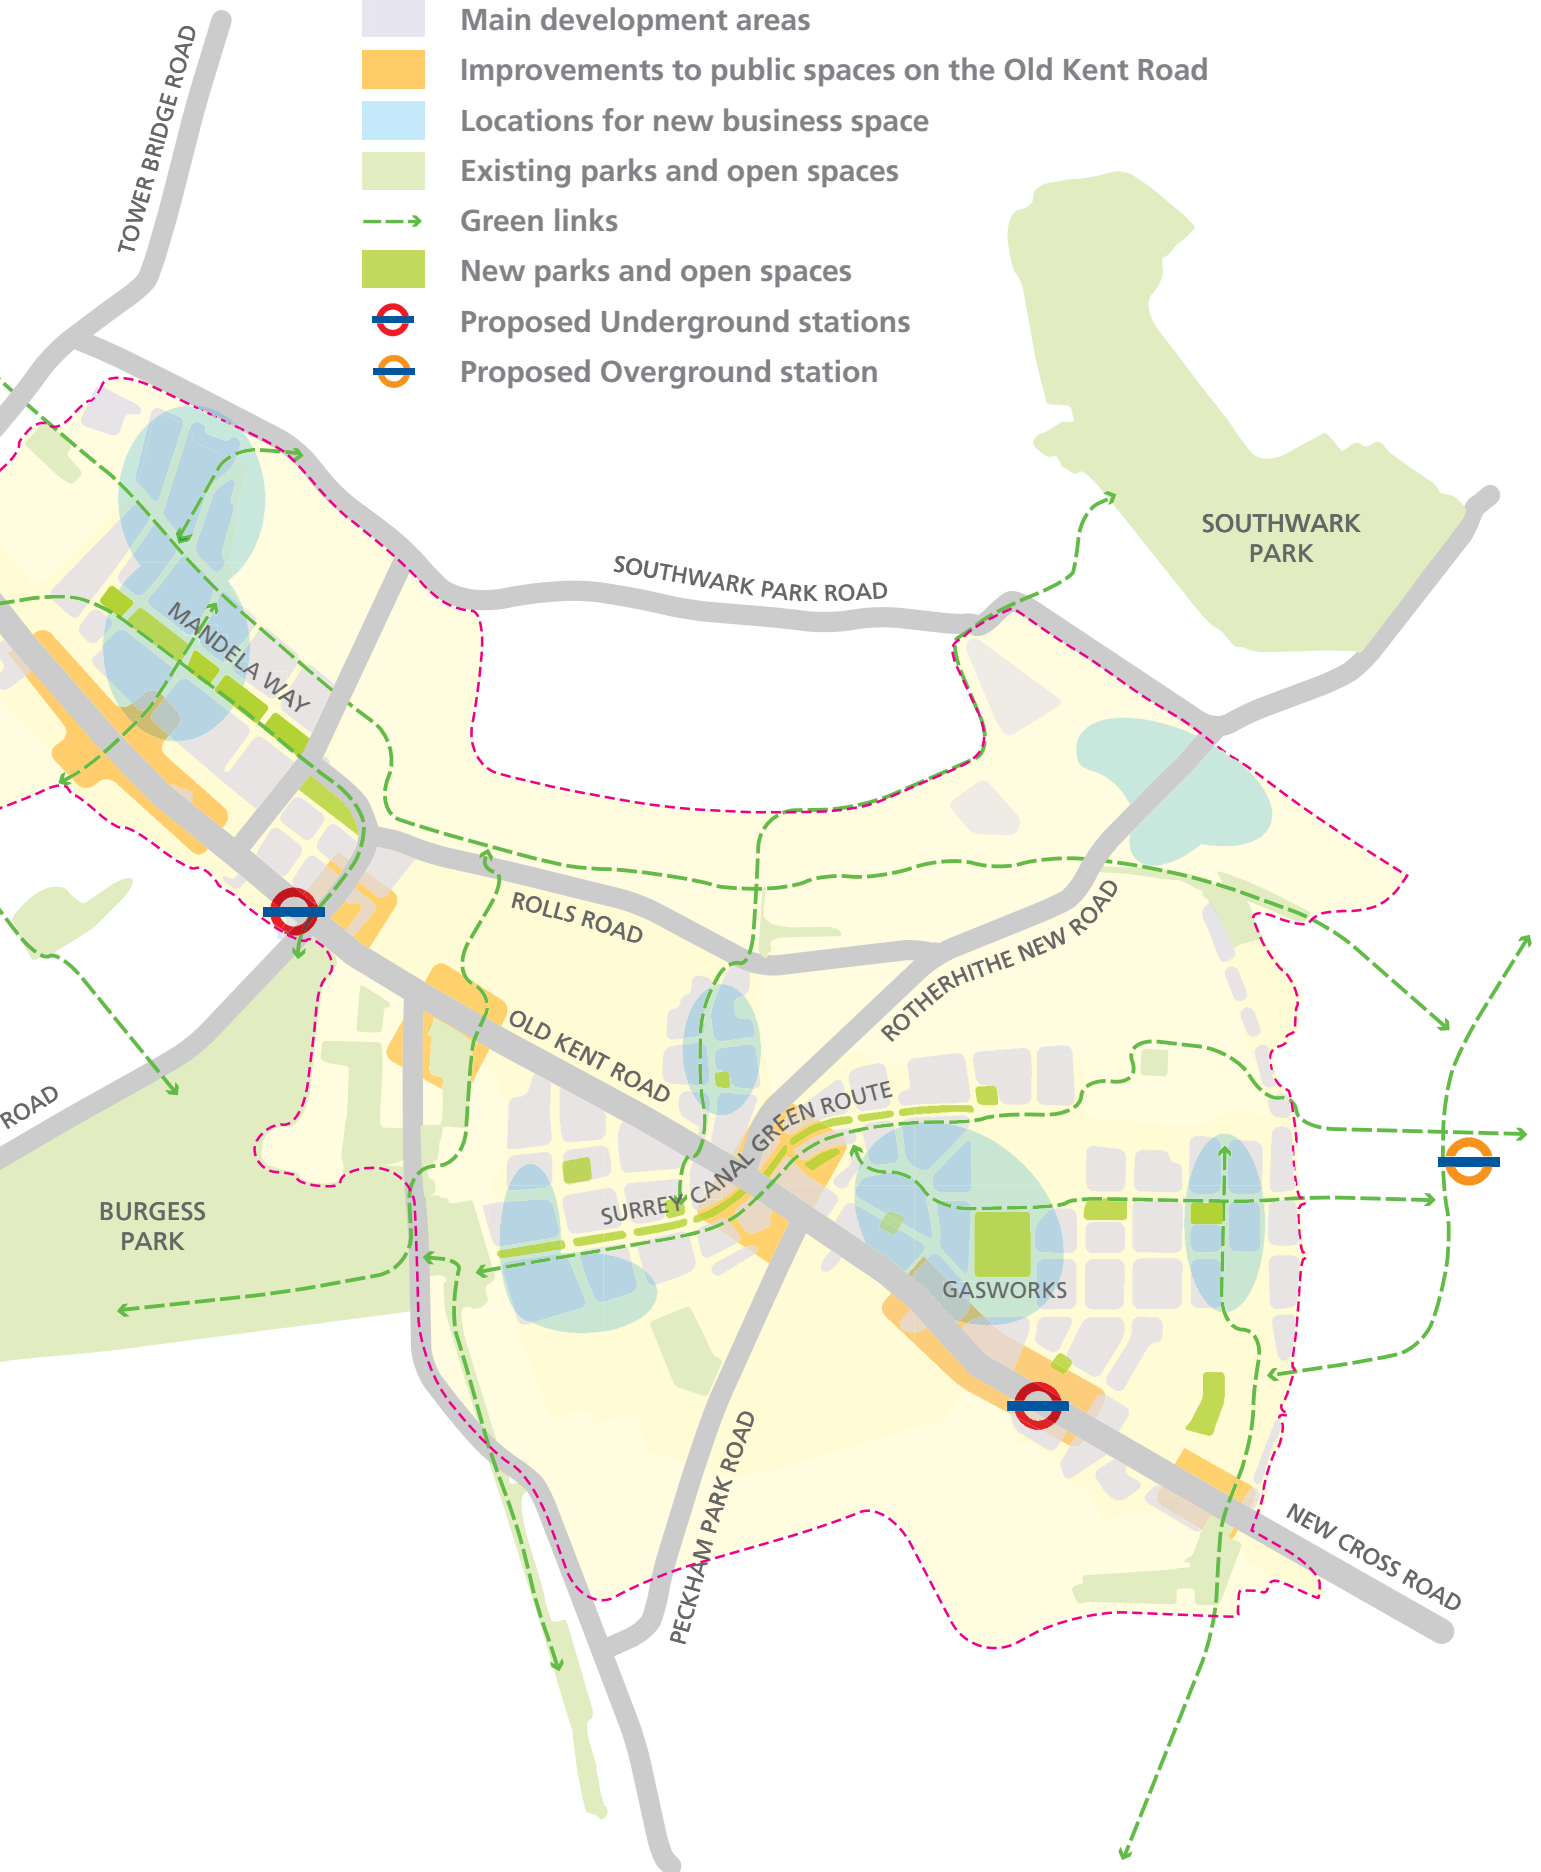 Main development areas
Improvements to public spaces on the Old Kent Road
Locations for new business space
Existing parks and open spaces
Green links
New parks and open spaces
Proposed Underground stations
Proposed Overground station
TOWER BRIDGE ROAD
SOUTHWARK
PARK
SOUTHWARK PARK ROAD
MANDELA WAY
ROLLS ROAD
ROTHERHITHE NEW ROAD
OLD KENT ROAD
ROAD
SURREY CANAL GREEN ROUTE
BURGESS
PARK
GASWORKS
PECKHAM PARK ROAD
NEW CROSS ROAD